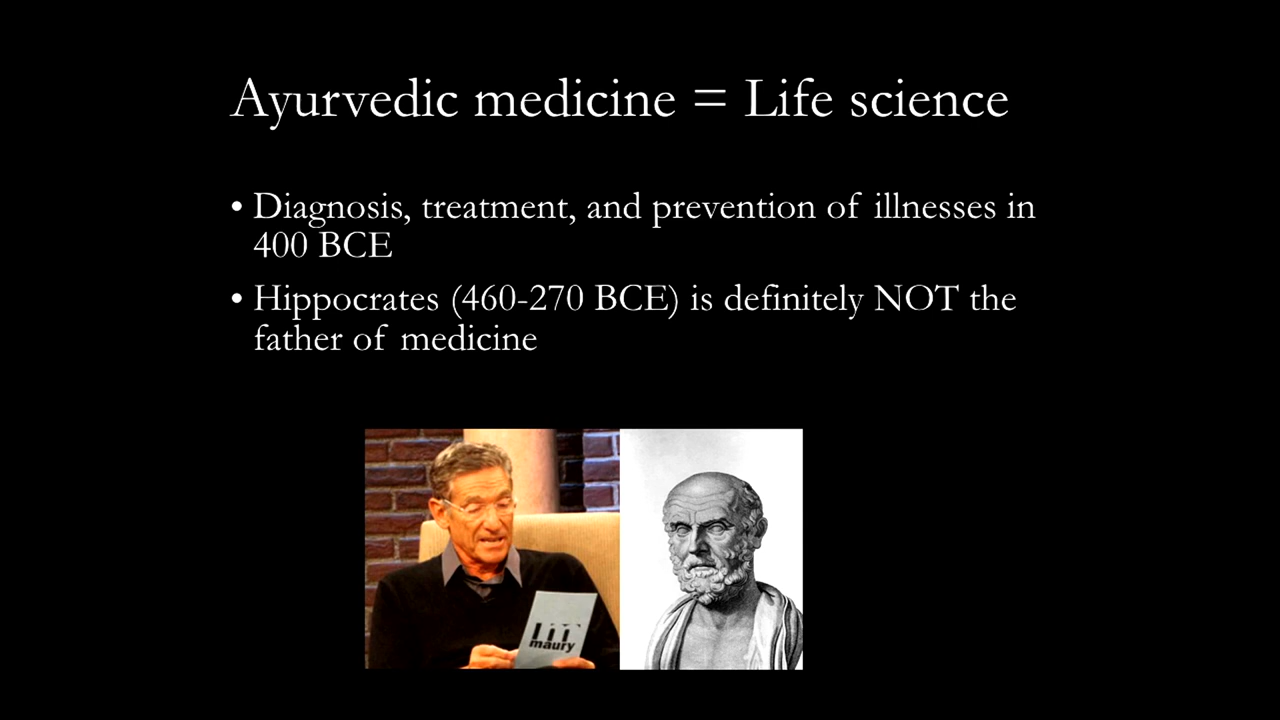 Ayurvedic medicine = Life science
• Diagnosis, treatment, and prevention of illnesses in
400 BCE
• Hippocrates (460-270 BCE) is definitely NOT the
father of medicine
maury